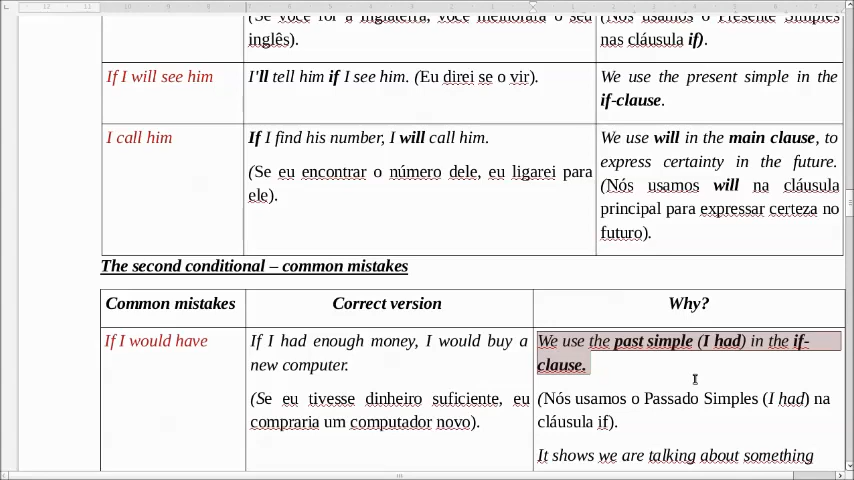 (Se você for à Inglaterra, você melhorará o seu
inglês).
(Nós usamos o Presente Simples
nas cláusula if).
If I will see him
I'll tell him if I see him. (Eu direi se o vir).
We use the present simple in the
if-clause.
I call him
If I find his number, I will call him.
(Se eu encontrar o número dele, eu ligarei para
ele).
We use will in the main clause, to
express certainty in the future.
(Nós usamos will na cláusula
principal para expressar certeza no
futuro).
The second conditional – common mistakes
Common mistakes
Correct version
Why?
If I would have
If I had enough money, I would buy a
new computer.
(Se eu tivesse dinheiro suficiente, eu
compraria um computador novo).
We use the past simple (I had) in the if-
clause.
(Nós usamos o Passado Simples (I had) na
cláusula if).
It shows we are talking about something